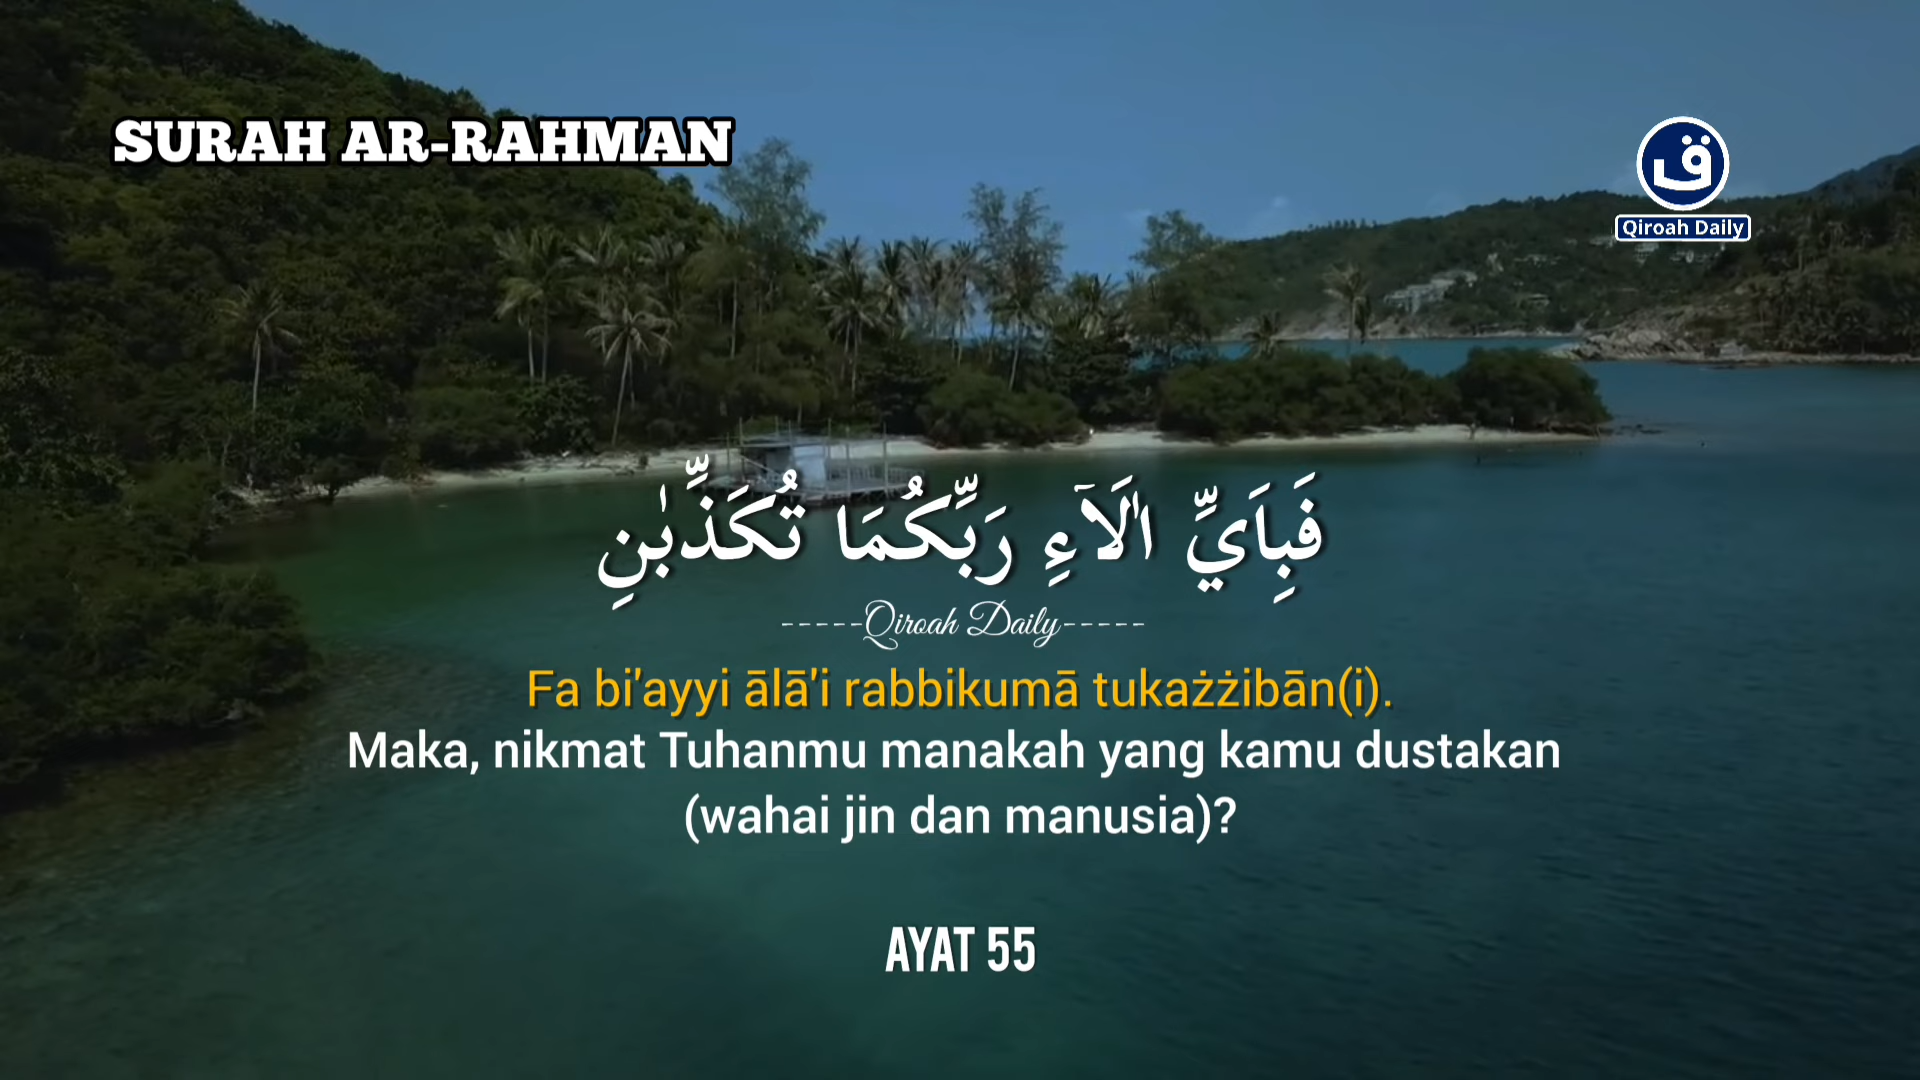 SURAH AR-RAHMAN
ق
Qiroah Daily
فَبِاَيِّ اٰلَاۤءِ رَبِّكُمَا تُكَذِّبٰنِ
-----Qiroah Daily-----
Fa bi'ayyi ālā'i rabbikumā tukażżibān(i).
Maka, nikmat Tuhanmu manakah yang kamu dustakan
(wahai jin dan manusia)?
AYAT 55